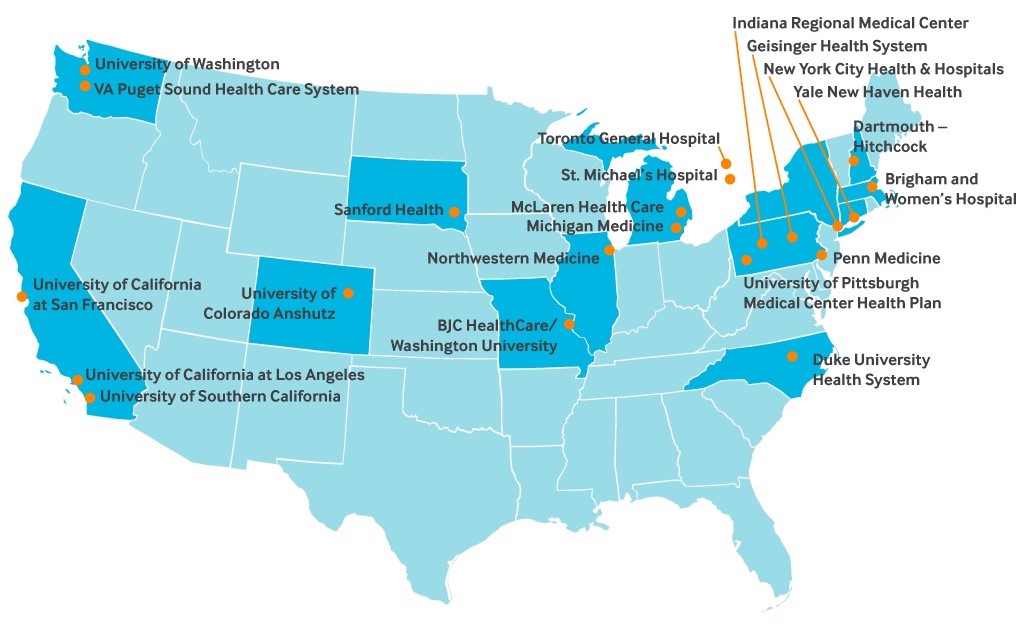 Indiana Regional Medical Center
Geisinger Health System
New York City Health & Hospitals
Yale New Haven Health
University of Washington
VA Puget Sound Health Care System
Dartmouth –
Hitchcock
Toronto General Hospital
St. Michael's Hospital
Brigham and
Women's Hospital
Sanford Health
McLaren Health Care
Michigan Medicine
Northwestern Medicine
Penn Medicine
University of California
at San Francisco
University of
Colorado Anshutz
University of Pittsburgh
Medical Center Health Plan
BJC HealthCare/
Washington University
Duke University
Health System
University of California at Los Angeles
University of Southern California